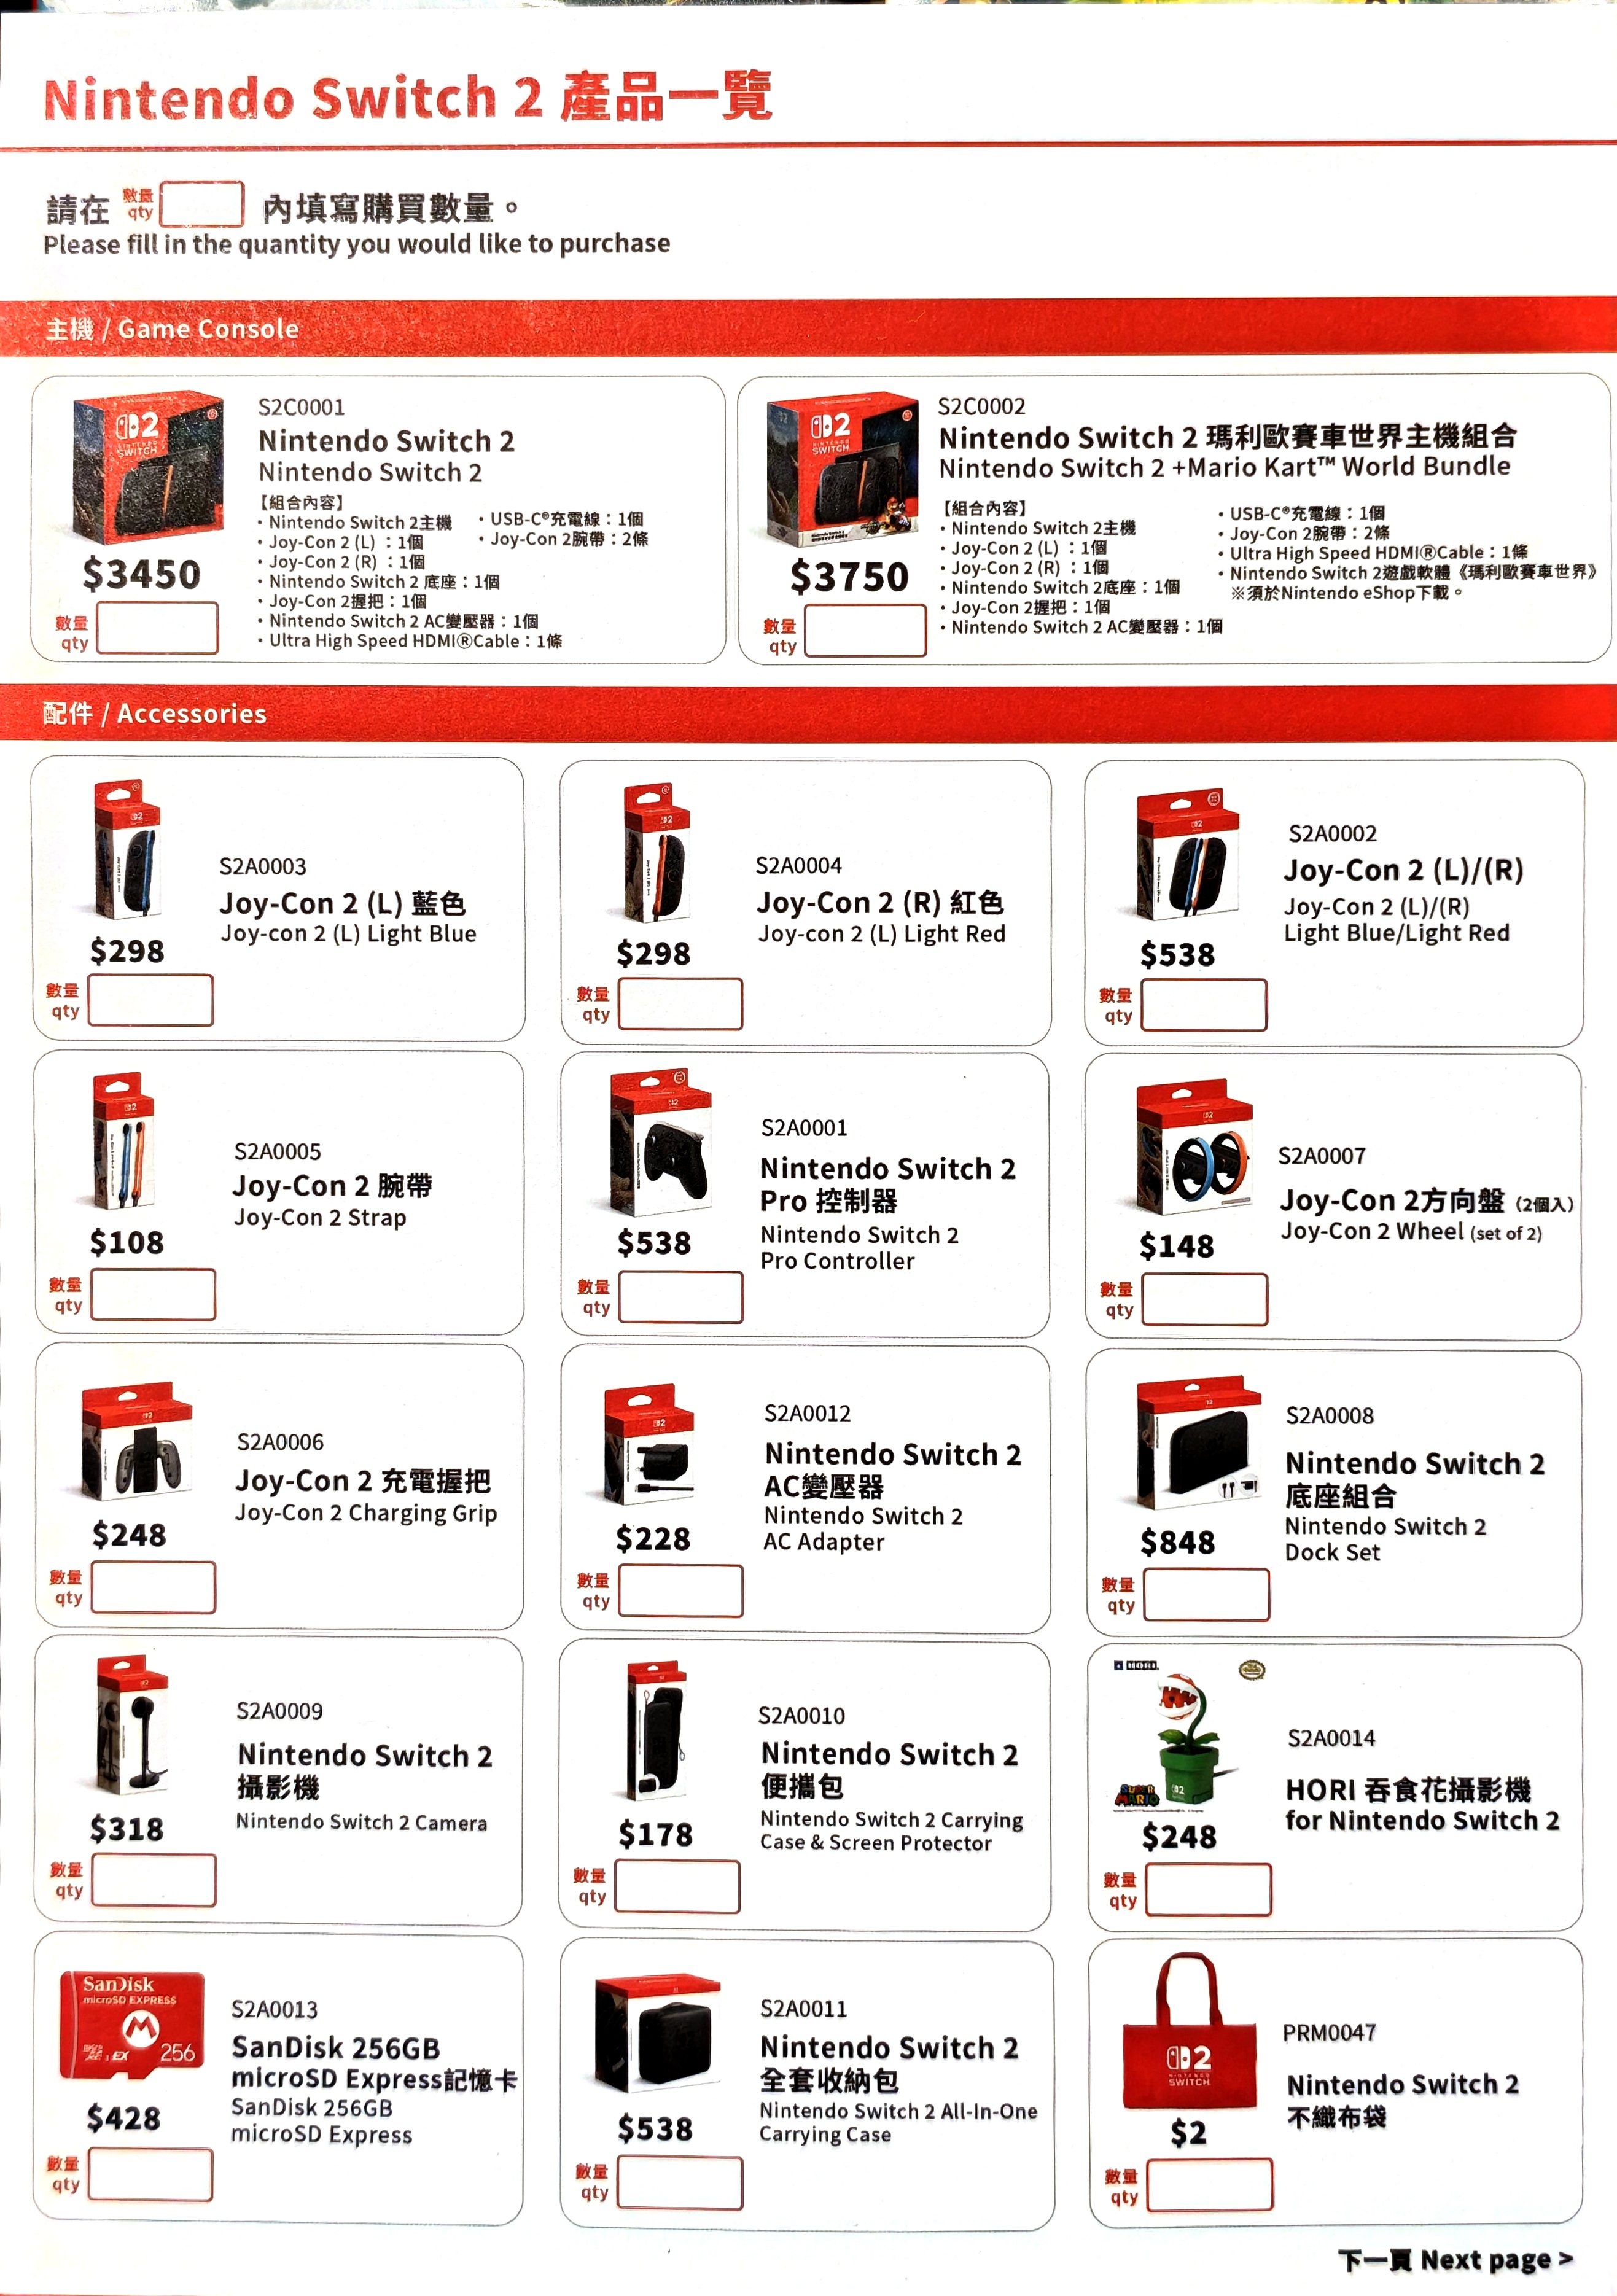 Nintendo Switch 2 產品一覽
請在 數量 qty 內填寫購買數量。
Please fill in the quantity you would like to purchase
主機 / Game Console
S2C0001
Nintendo Switch 2
Nintendo Switch 2
【組合內容】
・Nintendo Switch 2主機
・Joy-Con 2 (L) ：1個
・Joy-Con 2 (R) ：1個
・Nintendo Switch 2 底座：1個
・Joy-Con 2握把：1個
・Nintendo Switch 2 AC變壓器：1個
・Ultra High Speed HDMI®Cable：1條
・USB-C®充電線：1個
・Joy-Con 2腕帶：2條
$3450
數量
qty
S2C0002
Nintendo Switch 2 瑪利歐賽車世界主機組合
Nintendo Switch 2 +Mario Kart™ World Bundle
【組合內容】
・Nintendo Switch 2主機
・Joy-Con 2 (L) ：1個
・Joy-Con 2 (R) ：1個
・Nintendo Switch 2底座：1個
・Joy-Con 2握把：1個
・Nintendo Switch 2 AC變壓器：1個
・USB-C®充電線：1個
・Joy-Con 2腕帶：2條
・Ultra High Speed HDMI®Cable：1條
・Nintendo Switch 2遊戲軟體《瑪利歐賽車世界》
※須於Nintendo eShop下載。
$3750
數量
qty
配件 / Accessories
S2A0003
Joy-Con 2 (L) 藍色
Joy-con 2 (L) Light Blue
$298
數量
qty
S2A0004
Joy-Con 2 (R) 紅色
Joy-con 2 (L) Light Red
$298
數量
qty
S2A0002
Joy-Con 2 (L)/(R)
Joy-Con 2 (L)/(R)
Light Blue/Light Red
$538
數量
qty
S2A0005
Joy-Con 2 腕帶
Joy-Con 2 Strap
$108
數量
qty
S2A0001
Nintendo Switch 2
Pro 控制器
Nintendo Switch 2
Pro Controller
$538
數量
qty
S2A0007
Joy-Con 2方向盤（2個入）
Joy-Con 2 Wheel (set of 2)
$148
數量
qty
S2A0006
Joy-Con 2 充電握把
Joy-Con 2 Charging Grip
$248
數量
qty
S2A0012
Nintendo Switch 2
AC變壓器
Nintendo Switch 2
AC Adapter
$228
數量
qty
S2A0008
Nintendo Switch 2
底座組合
Nintendo Switch 2
Dock Set
$848
數量
qty
S2A0009
Nintendo Switch 2
攝影機
Nintendo Switch 2 Camera
$318
數量
qty
S2A0010
Nintendo Switch 2
便攜包
Nintendo Switch 2 Carrying
Case & Screen Protector
$178
數量
qty
HORI
SUPER
MARIO
S2A0014
HORI 吞食花攝影機
for Nintendo Switch 2
$248
數量
qty
SanDisk
microSD EXPRESS
EX
256
S2A0013
SanDisk 256GB
microSD Express記憶卡
SanDisk 256GB
microSD Express
$428
數量
qty
S2A0011
Nintendo Switch 2
全套收納包
Nintendo Switch 2 All-In-One
Carrying Case
$538
數量
qty
2
NINTENDO
SWITCH
PRM0047
Nintendo Switch 2
不織布袋
$2
數量
qty
下一頁 Next page >